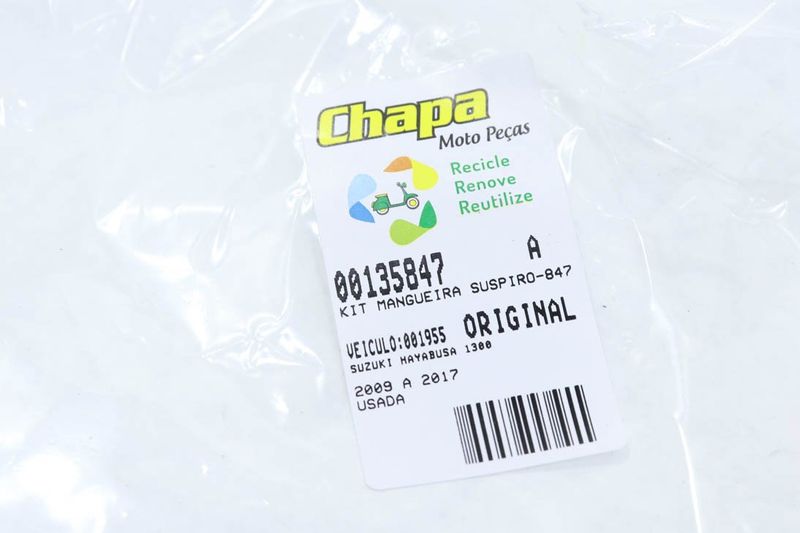 Chapa
Moto Peças
Recicle
Renove
Reutilize
00135847 A
KIT MANGUEIRA SUSPIRO-847
VEICULO:001955 ORIGINAL
SUZUKI HAYABUSA 1300
2009 A 2017
USADA